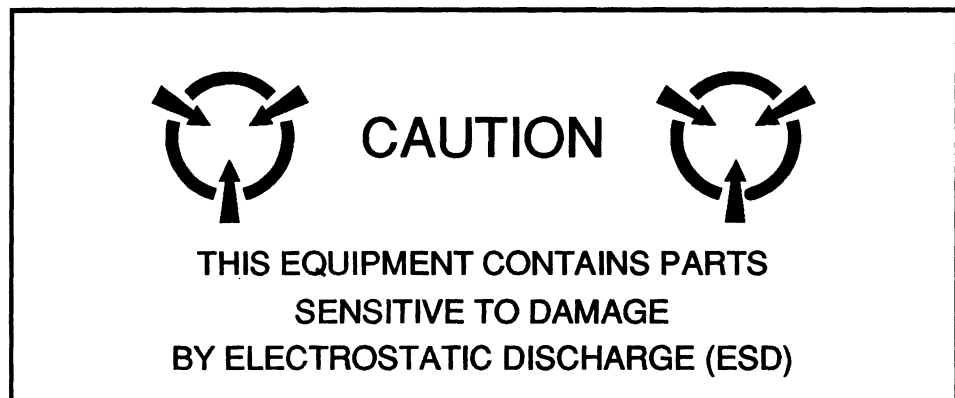 CAUTION
THIS EQUIPMENT CONTAINS PARTS
SENSITIVE TO DAMAGE
BY ELECTROSTATIC DISCHARGE (ESD)